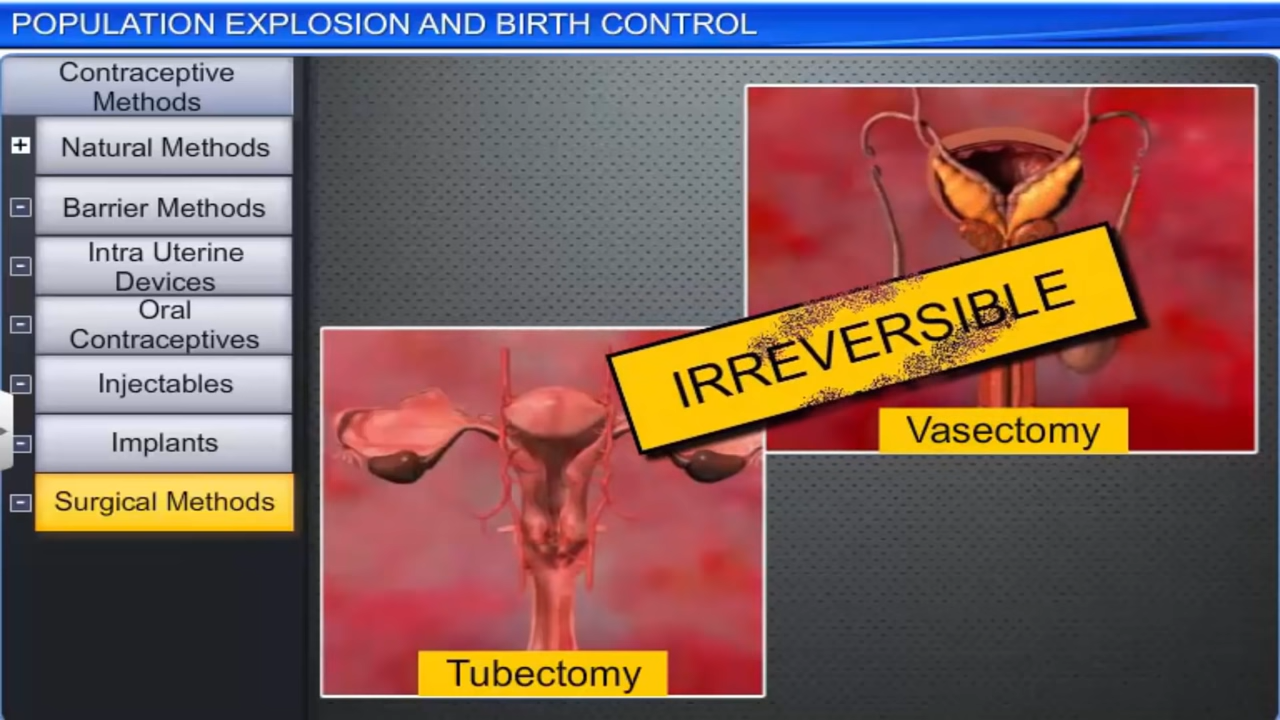 POPULATION EXPLOSION AND BIRTH CONTROL
Contraceptive
Methods
Natural Methods
Barrier Methods
Intra Uterine
Devices
Oral
Contraceptives
Injectables
Implants
Surgical Methods
IRREVERSIBLE
Vasectomy
Tubectomy